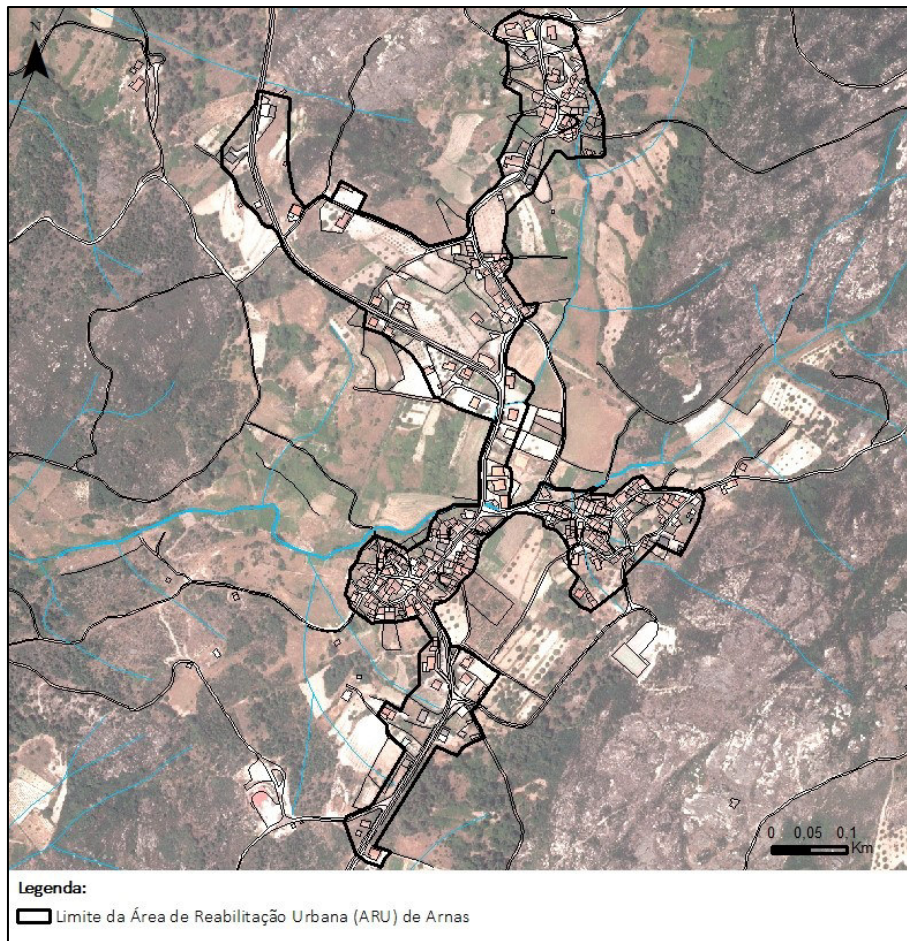 N
0 0,05 0,1
Km
Legenda:
Limite da Área de Reabilitação Urbana (ARU) de Arnas